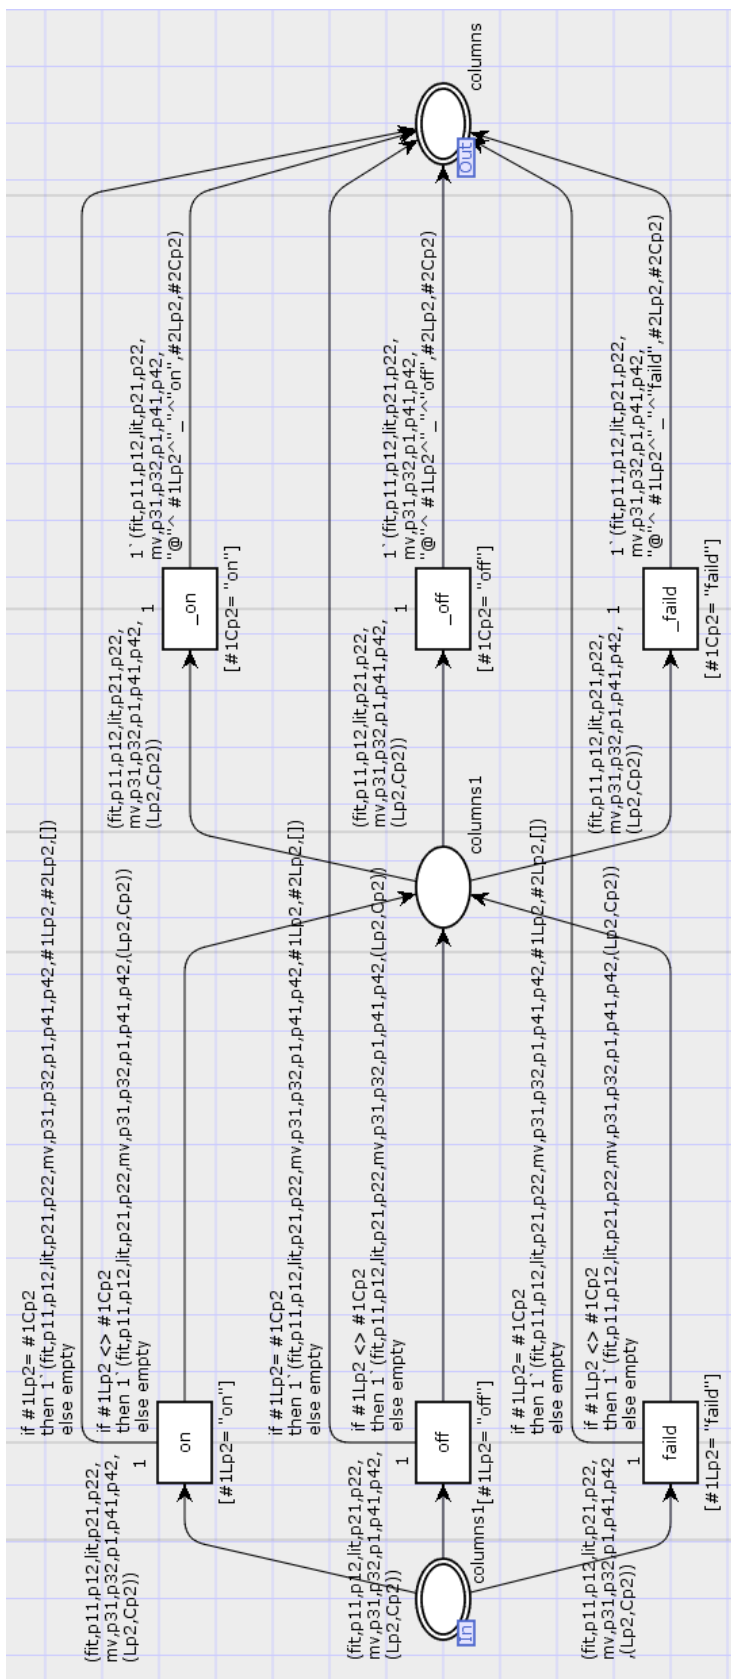 if #1Lp2= #1Cp2
then 1`(fit,p11,p12,lit,p21,p22,mv,p31,p32,p1,p41,p42,#1Lp2,#2Lp2,[])
else empty
if #1Lp2 <> #1Cp2
then 1`(fit,p11,p12,lit,p21,p22,mv,p31,p32,p1,p41,p42,(Lp2,Cp2))
else empty
(fit,p11,p12,lit,p21,p22,
mv,p31,p32,p1,p41,p42,
(Lp2,Cp2))
1
on
[#1Lp2= "on"]
(fit,p11,p12,lit,p21,p22,
mv,p31,p32,p1,p41,p42,
(Lp2,Cp2))
1
_on
[#1Cp2= "on"]
1`(fit,p11,p12,lit,p21,p22,
mv,p31,p32,p1,p41,p42,
"@"^ #1Lp2^"_"^"on",#2Lp2,#2Cp2)
if #1Lp2= #1Cp2
then 1`(fit,p11,p12,lit,p21,p22,mv,p31,p32,p1,p41,p42,#1Lp2,#2Lp2,[])
else empty
if #1Lp2 <> #1Cp2
then 1`(fit,p11,p12,lit,p21,p22,mv,p31,p32,p1,p41,p42,(Lp2,Cp2))
else empty
(fit,p11,p12,lit,p21,p22,
mv,p31,p32,p1,p41,p42,
(Lp2,Cp2))
In
columns1
1
off
[#1Lp2= "off"]
columns1
(fit,p11,p12,lit,p21,p22,
mv,p31,p32,p1,p41,p42,
(Lp2,Cp2))
1
_off
[#1Cp2= "off"]
1`(fit,p11,p12,lit,p21,p22,
mv,p31,p32,p1,p41,p42,
"@"^ #1Lp2^"_"^"off",#2Lp2,#2Cp2)
Out
columns
if #1Lp2= #1Cp2
then 1`(fit,p11,p12,lit,p21,p22,mv,p31,p32,p1,p41,p42,#1Lp2,#2Lp2,[])
else empty
if #1Lp2 <> #1Cp2
then 1`(fit,p11,p12,lit,p21,p22,mv,p31,p32,p1,p41,p42,(Lp2,Cp2))
else empty
(fit,p11,p12,lit,p21,p22,
mv,p31,p32,p1,p41,p42
,(Lp2,Cp2))
1
faild
[#1Lp2= "faild"]
(fit,p11,p12,lit,p21,p22,
mv,p31,p32,p1,p41,p42,
(Lp2,Cp2))
1
_faild
[#1Cp2= "faild"]
1`(fit,p11,p12,lit,p21,p22,
mv,p31,p32,p1,p41,p42,
"@"^ #1Lp2^"_"^"faild",#2Lp2,#2Cp2)